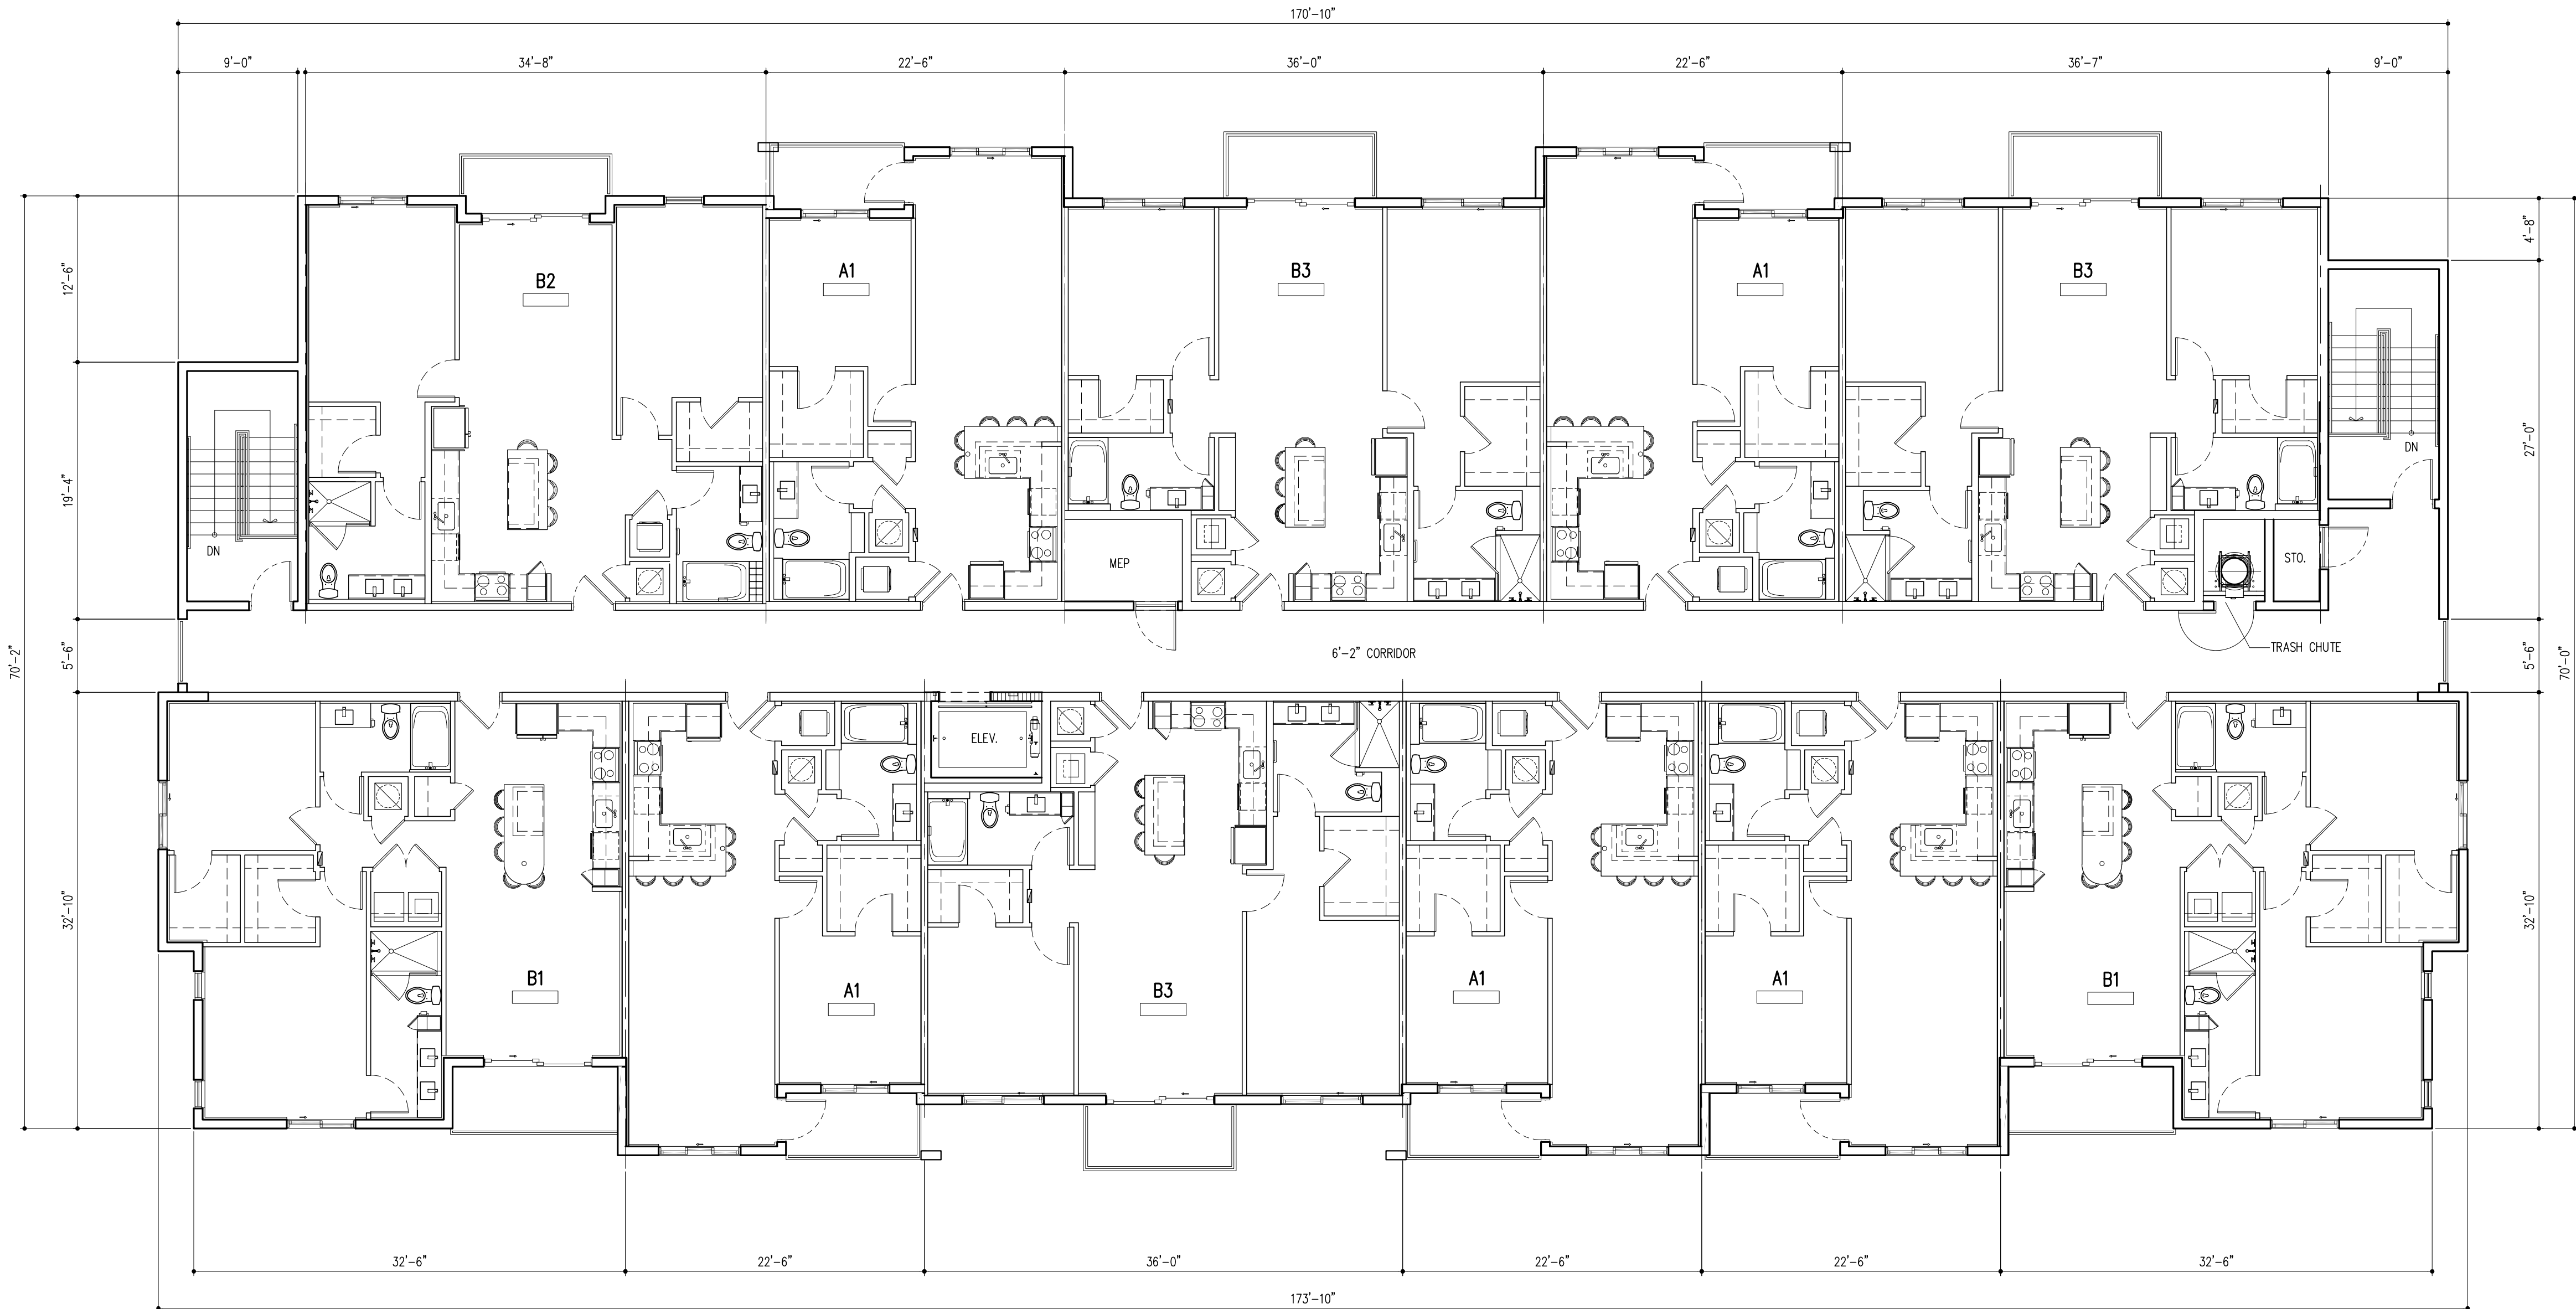 170'-10"
9'-0"
34'-8"
22'-6"
36'-0"
22'-6"
36'-7"
9'-0"
12'-6"
19'-4"
5'-6"
70'-2"
32'-10"
4'-8"
27'-0"
5'-6"
70'-0"
32'-10"
B2
A1
B3
A1
B3
DN
MEP
DN
STO.
6'-2" CORRIDOR
TRASH CHUTE
ELEV.
B1
A1
B3
A1
A1
B1
32'-6"
22'-6"
36'-0"
22'-6"
22'-6"
32'-6"
173'-10"